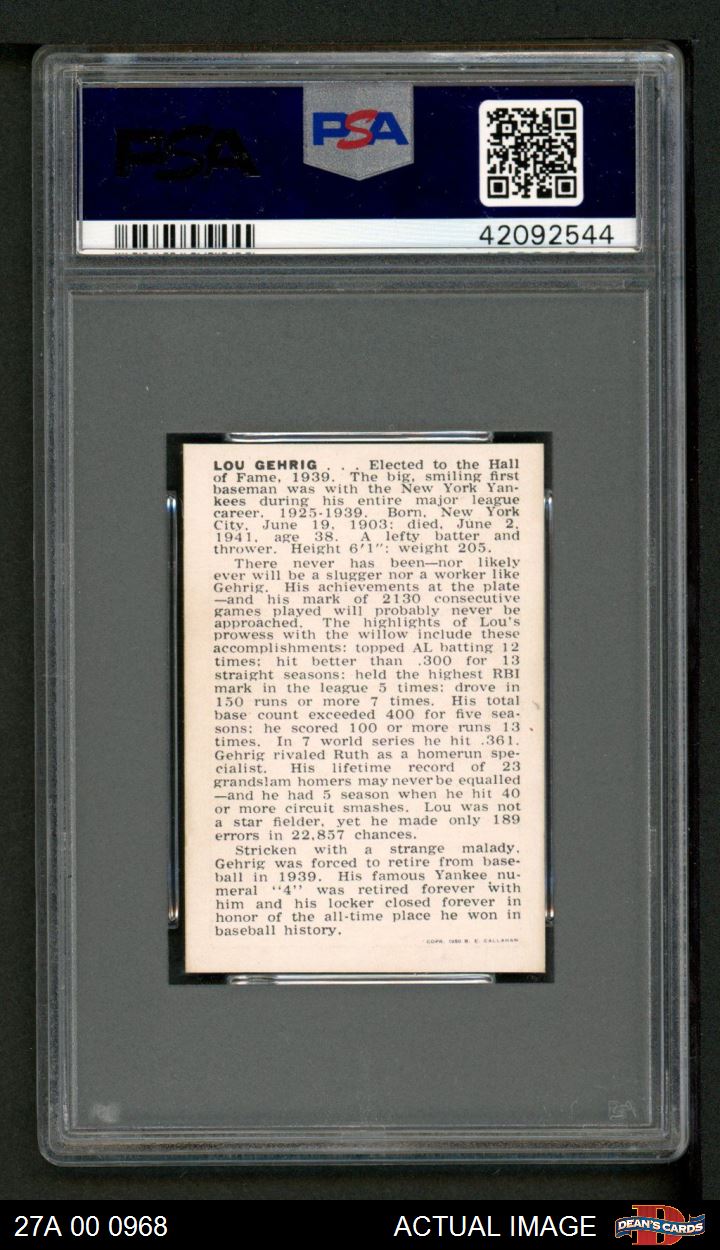 PSA
PSA
42092544
LOU GEHRIG . . . Elected to the Hall
of Fame, 1939. The big, smiling first
baseman was with the New York Yan-
kees during his entire major league
career, 1925-1939. Born, New York
City, June 19, 1903; died, June 2,
1941, age 38. A lefty batter and
thrower. Height 6'1"; weight 205.
There never has been—nor likely
ever will be a slugger nor a worker like
Gehrig. His achievements at the plate
—and his mark of 2130 consecutive
games played will probably never be
approached. The highlights of Lou's
prowess with the willow include these
accomplishments: topped AL batting 12
times; hit better than .300 for 13
straight seasons; held the highest RBI
mark in the league 5 times; drove in
150 runs or more 7 times. His total
base count exceeded 400 for five sea-
sons; he scored 100 or more runs 13
times. In 7 world series he hit .361.
Gehrig rivaled Ruth as a homerun spe-
cialist. His lifetime record of 23
grandslam homers may never be equalled
—and he had 5 season when he hit 40
or more circuit smashes. Lou was not
a star fielder, yet he made only 189
errors in 22,857 chances.
Stricken with a strange malady,
Gehrig was forced to retire from base-
ball in 1939. His famous Yankee nu-
meral "4" was retired forever with
him and his locker closed forever in
honor of the all-time place he won in
baseball history.
COPR. 1950 B. E. CALLAHAN
PSA
27A 00 0968
ACTUAL IMAGE
DEAN'S CARDS